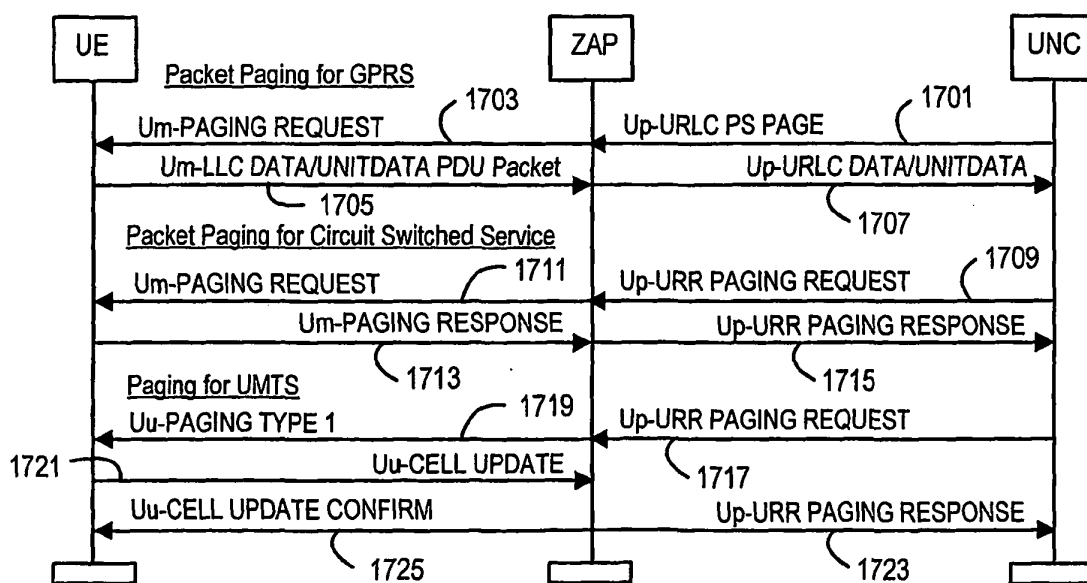 UE
ZAP
UNC
Packet Paging for GPRS
1703
1701
Um-PAGING REQUEST
Up-URLC PS PAGE
Um-LLC DATA/UNITDATA PDU Packet
Up-URLC DATA/UNITDATA
1705
1707
Packet Paging for Circuit Switched Service
1711
1709
Um-PAGING REQUEST
Up-URR PAGING REQUEST
Um-PAGING RESPONSE
Up-URR PAGING RESPONSE
1713
1715
Paging for UMTS
1719
Uu-PAGING TYPE 1
Up-URR PAGING REQUEST
1721
Uu-CELL UPDATE
1717
Uu-CELL UPDATE CONFIRM
Up-URR PAGING RESPONSE
1725
1723